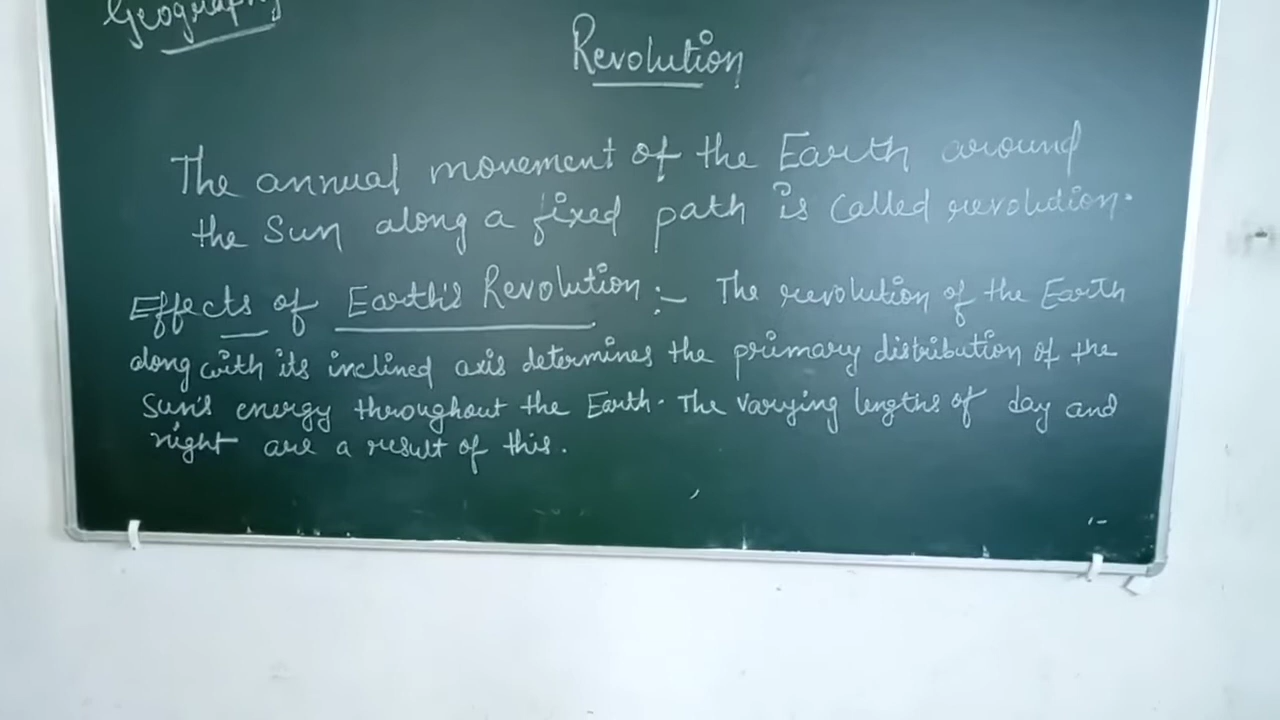 Geography
Revolution
The annual movement of the Earth around
the Sun along a fixed path is called revolution.
Effects of Earth's Revolution :- The revolution of the Earth
along with its inclined axis determines the primary distribution of the
Sun's energy throughout the Earth. The varying lengths of day and
night are a result of this.